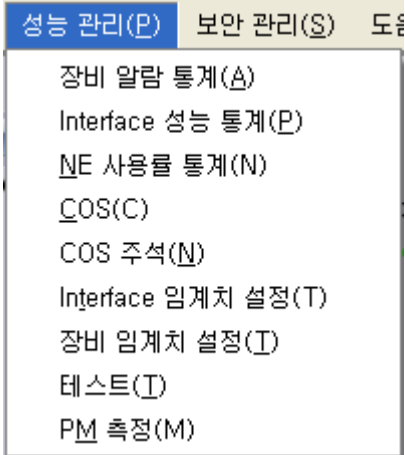 성능 관리(P) 보안 관리(S)
장비 알람 통계(A)
Interface 성능 통계(P)
NE 사용률 통계(N)
COS(C)
COS 주석(N)
Interface 임계치 설정(T)
장비 임계치 설정(T)
테스트(T)
PM 측정(M)